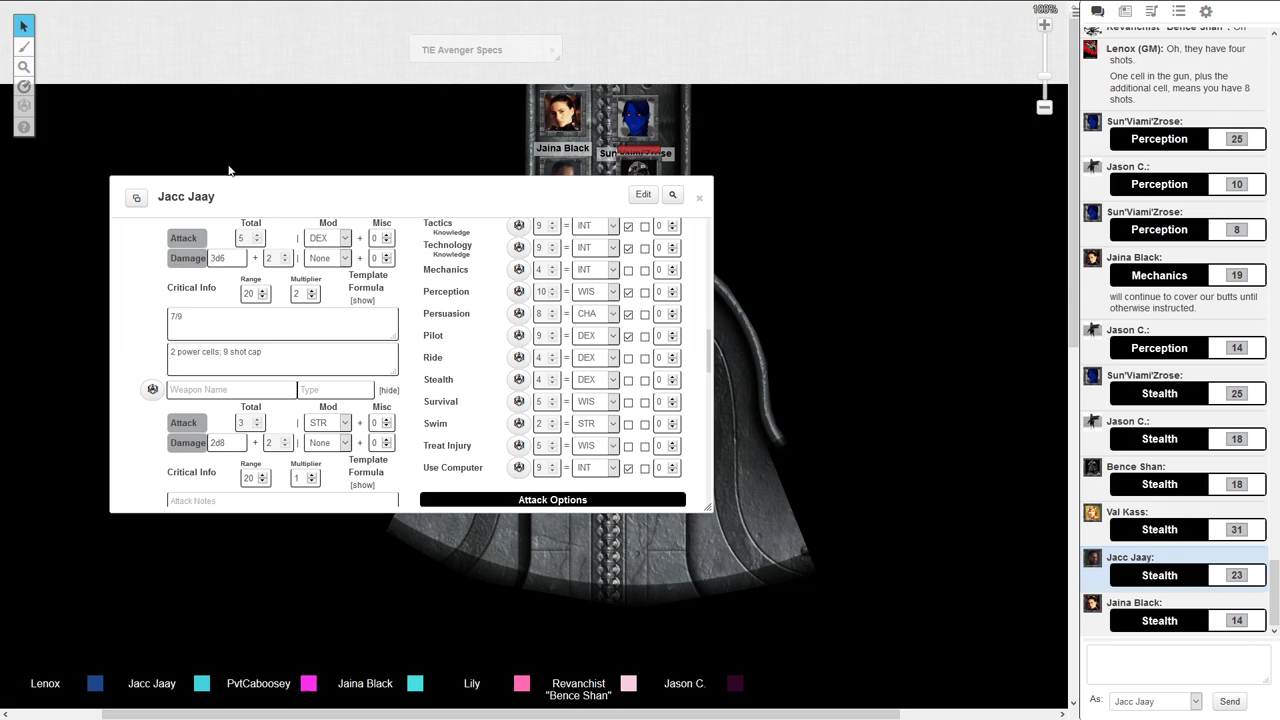 100%
TIE Avenger Specs
×
Jaina Black
Sun'Viami'Zrose
Jacc Jaay
Edit
×
Total Mod Misc
Attack 5 | DEX + 0
Damage 3d6 + 2 | None + 0
Critical Info Range Multiplier Template Formula
20 2 [show]
7/9
2 power cells; 9 shot cap
Weapon Name Type [hide]
Total Mod Misc
Attack 3 | STR + 0
Damage 2d8 + 2 | None + 0
Critical Info Range Multiplier Template Formula
20 1 [show]
Attack Notes
Tactics 9 = INT 0
Knowledge
Technology 9 = INT 0
Knowledge
Mechanics 4 = INT 0
Perception 10 = WIS 0
Persuasion 8 = CHA 0
Pilot 9 = DEX 0
Ride 4 = DEX 0
Stealth 4 = DEX 0
Survival 5 = WIS 0
Swim 2 = STR 0
Treat Injury 5 = WIS 0
Use Computer 9 = INT 0
Attack Options
Lenox
Jacc Jaay
PvtCaboosey
Jaina Black
Lily
Revanchist
"Bence Shan"
Jason C.
Lenox (GM): Oh, they have four
shots.
One cell in the gun, plus the
additional cell, means you have 8
shots.
Sun'Viami'Zrose:
Perception 25
Jason C.:
Perception 10
Sun'Viami'Zrose:
Perception 8
Jaina Black:
Mechanics 19
will continue to cover our butts until
otherwise instructed.
Jason C.:
Perception 14
Sun'Viami'Zrose:
Stealth 25
Jason C.:
Stealth 18
Bence Shan:
Stealth 18
Val Kass:
Stealth 31
Jacc Jaay:
Stealth 23
Jaina Black:
Stealth 14
As: Jacc Jaay Send